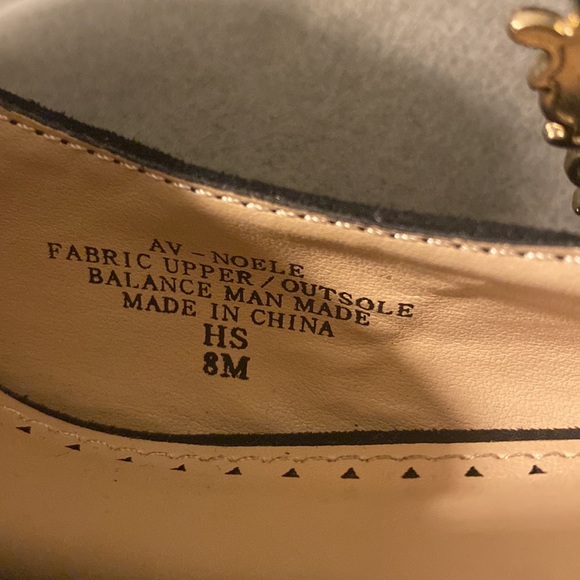 AV-NOELE
FABRIC UPPER/OUTSOLE
BALANCE MAN MADE
MADE IN CHINA
HS
8M